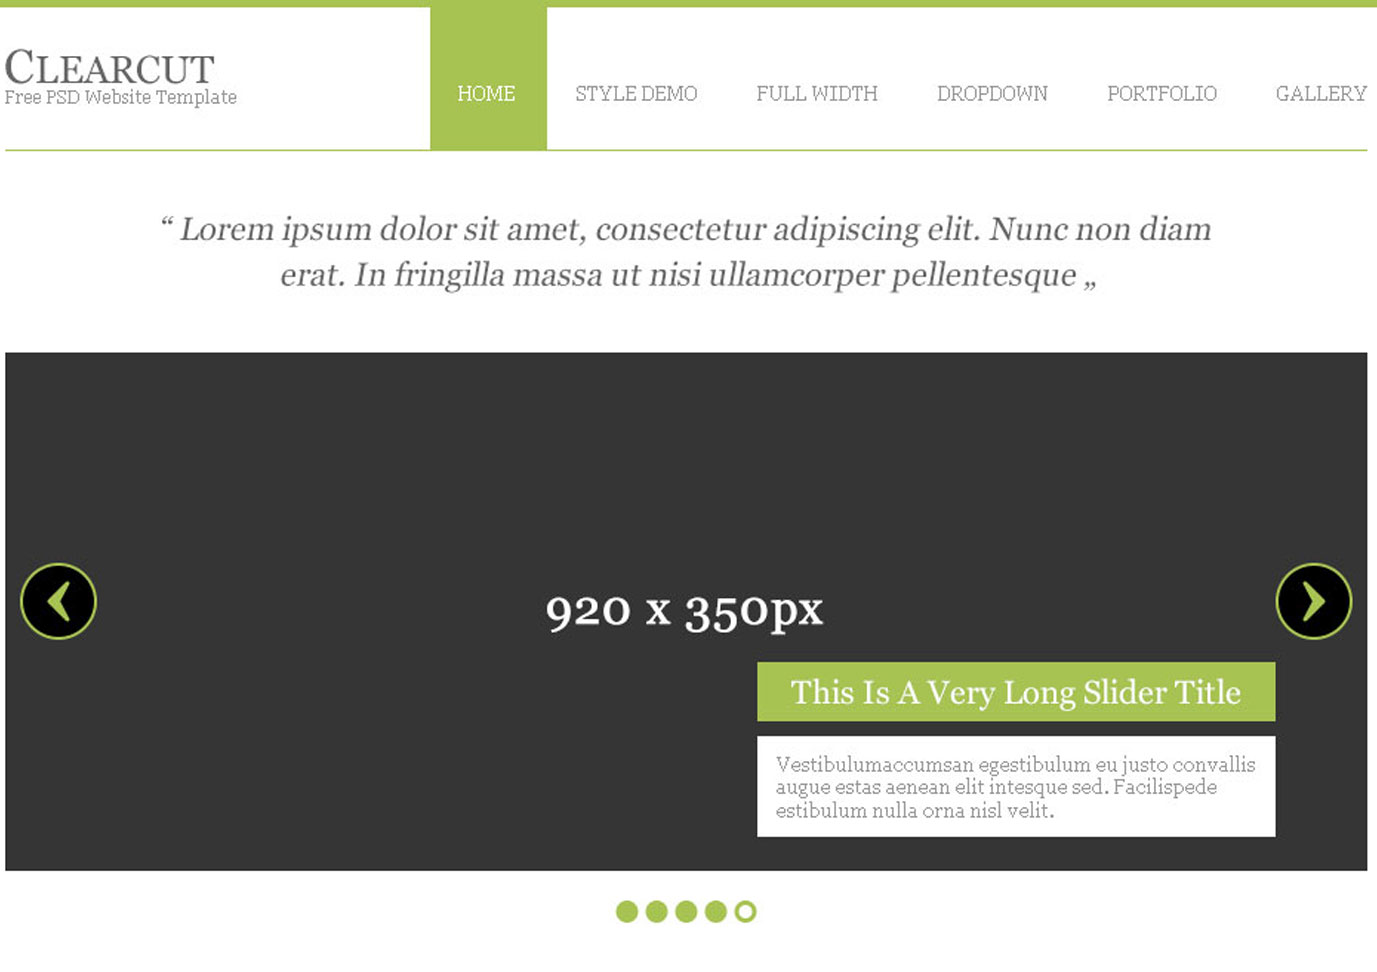 CLEARCUT
Free PSD Website Template
HOME STYLE DEMO FULL WIDTH DROPDOWN PORTFOLIO GALLERY
“ Lorem ipsum dolor sit amet, consectetur adipiscing elit. Nunc non diam
erat. In fringilla massa ut nisi ullamcorper pellentesque „
920 x 350px
This Is A Very Long Slider Title
Vestibulumaccumsan egestibulum eu justo convallis
augue estas aenean elit intesque sed. Facilispede
estibulum nulla orna nisl velit.